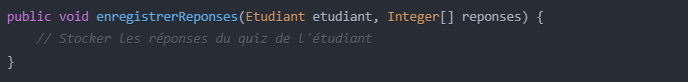 public void enregistrerReponses(Etudiant etudiant, Integer[] reponses) {
    // Stocker les réponses du quiz de l'étudiant
}